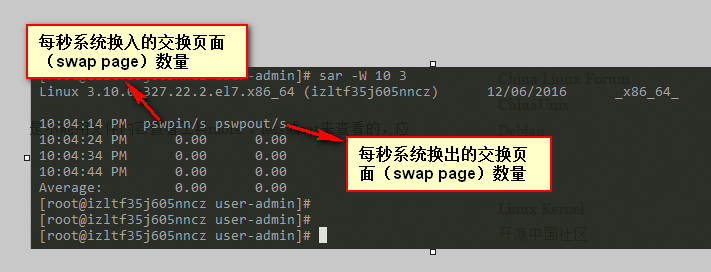 每秒系统换入的交换页面
（swap page）数量
[root@izltf35j605nncz user-admin]# sar -W 10 3
Linux 3.10.0-327.22.2.el7.x86_64 (izltf35j605nncz) 12/06/2016 _x86_64_
China Linux Forum
ChinaUnix
10:04:14 PM pswpin/s pswpout/s
Debian
10:04:24 PM 0.00 0.00
10:04:34 PM 0.00 0.00
10:04:44 PM 0.00 0.00
Average: 0.00 0.00
每秒系统换出的交换页
面（swap page）数量
[root@izltf35j605nncz user-admin]#
[root@izltf35j605nncz user-admin]#
[root@izltf35j605nncz user-admin]#
Linux Kernel
开源中国社区